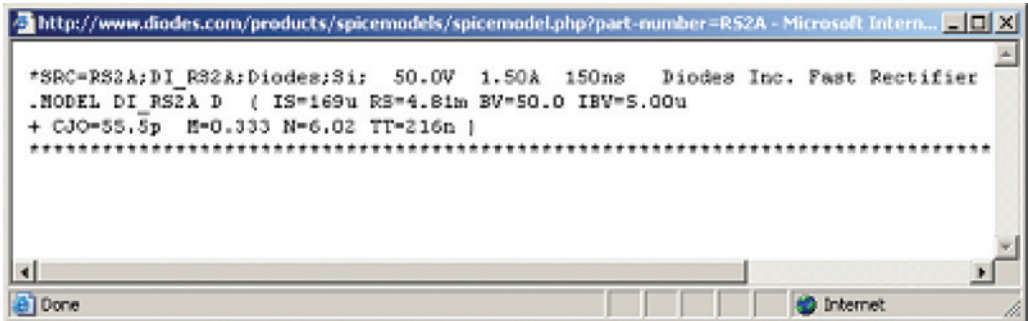 http://www.diodes.com/products/spicemodels/spicemodel.php?part-number=RS2A - Microsoft Intern...
*SRC=RS2A;DI_RS2A;Diodes;Si; 50.0V 1.50A 150ns Diodes Inc. Fast Rectifier
.MODEL DI_RS2A D ( IS=169u RS=4.81m BV=50.0 IBV=5.00u
+ CJO=55.5p M=0.333 N=6.02 TT=216n )
*******************************************************************************
Done
Internet